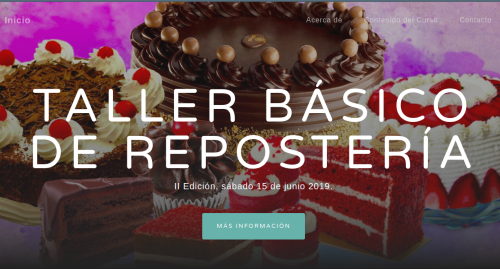 Inicio
Acerca de
Contenido del Curso
Contacto
TALLER BÁSICO
DE REPOSTERÍA
II Edición, sábado 15 de junio 2019.
MÁS INFORMACIÓN